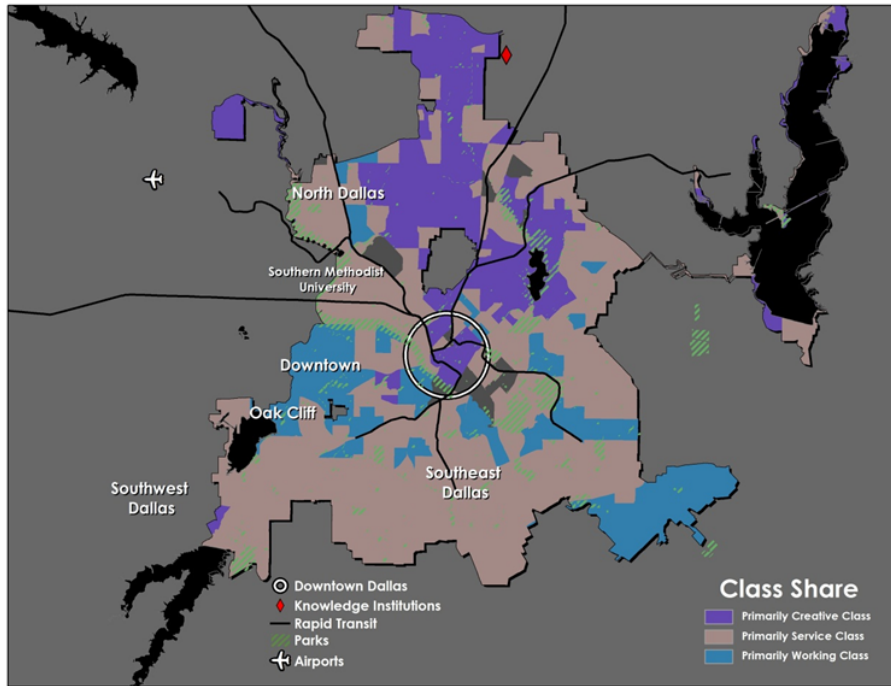 North Dallas
Southern Methodist
University
Downtown
Oak Cliff
Southeast
Dallas
Southwest
Dallas
Downtown Dallas
Knowledge Institutions
Rapid Transit
Parks
Airports
Class Share
Primarily Creative Class
Primarily Service Class
Primarily Working Class